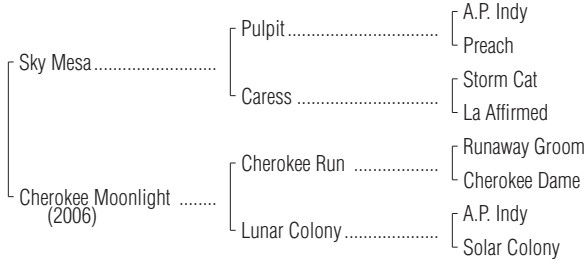 A.P. Indy
Pulpit
Preach
Sky Mesa
Storm Cat
Caress
La Affirmed
Runaway Groom
Cherokee Run
Cherokee Dame
Cherokee Moonlight
(2006)
A.P. Indy
Lunar Colony
Solar Colony